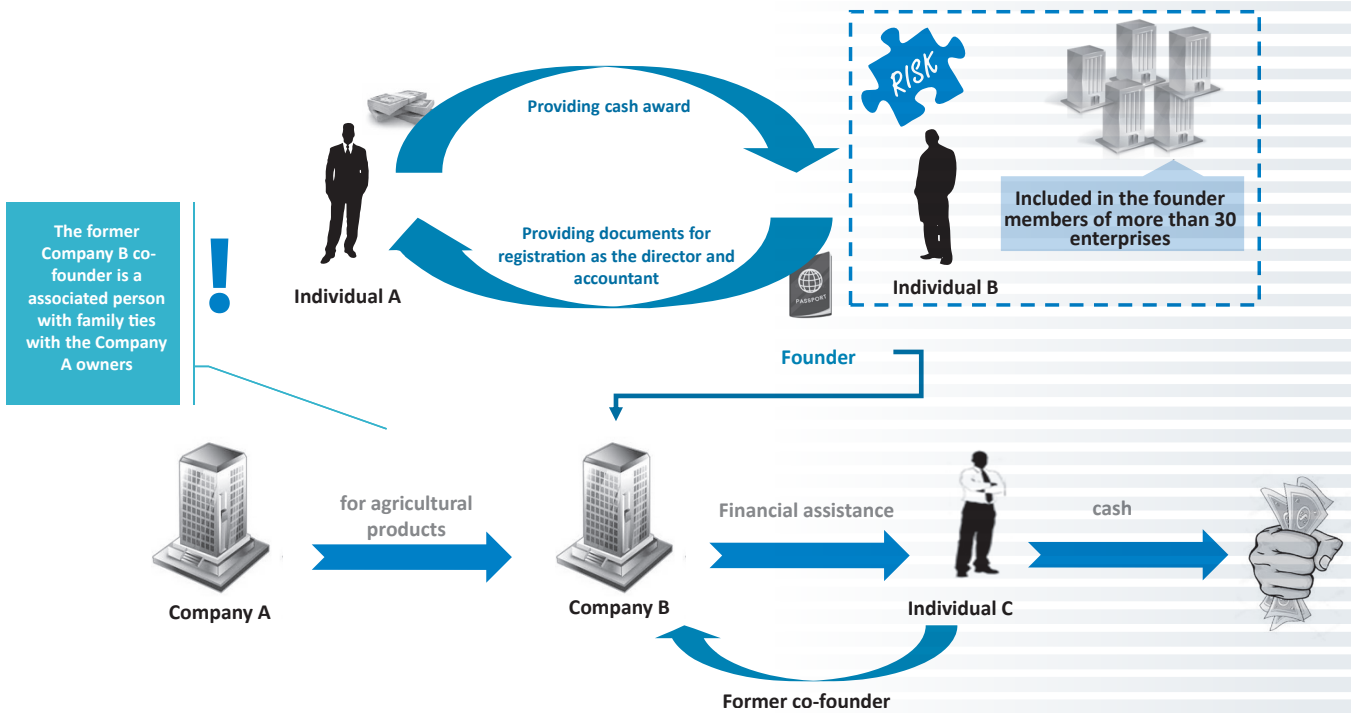 RISK
Providing cash award
Included in the founder
members of more than 30
enterprises
The former
Company B co-
founder is a
associated person
with family ties
with the Company
A owners
!
Providing documents for
registration as the director and
accountant
PASSPORT
Individual A
Individual B
Founder
for agricultural
products
Financial assistance
cash
Company A
Company B
Individual C
Former co-founder